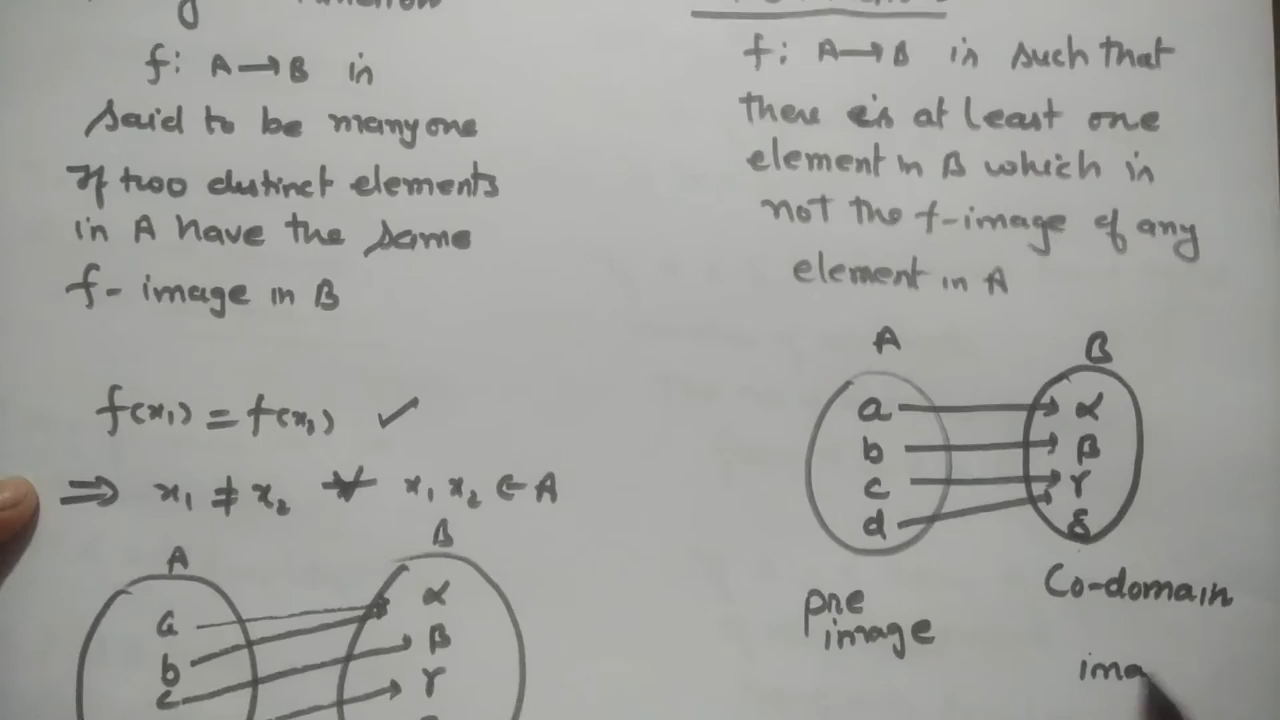 f: A→B is
said to be many one
If two distinct elements
in A have the same
f- image in B
f(x₁) = f(x₂) ✓
⇒ x₁ ≠ x₂ ∀ x₁ x₂ ∈ A
A B
a α
b β
c γ
f: A→B is such that
there is at least one
element in B which is
not the f-image of any
element in A
A B
a α
b β
c γ
d δ
Co-domain
pre
image
ima